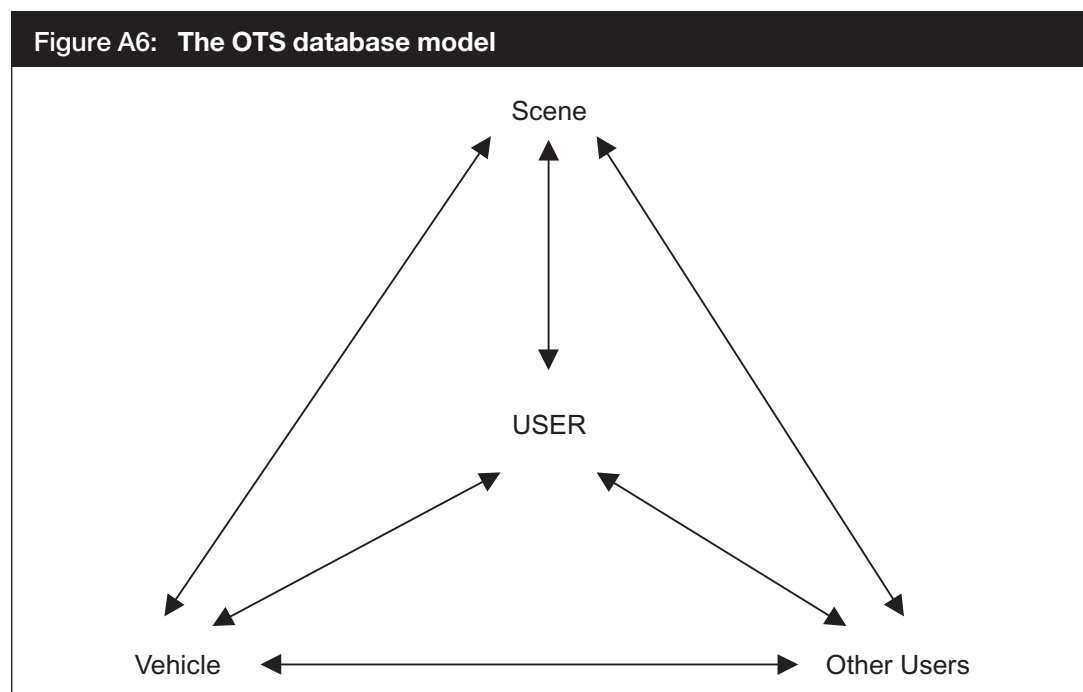 Figure A6: The OTS database model
Scene
USER
Vehicle Other Users